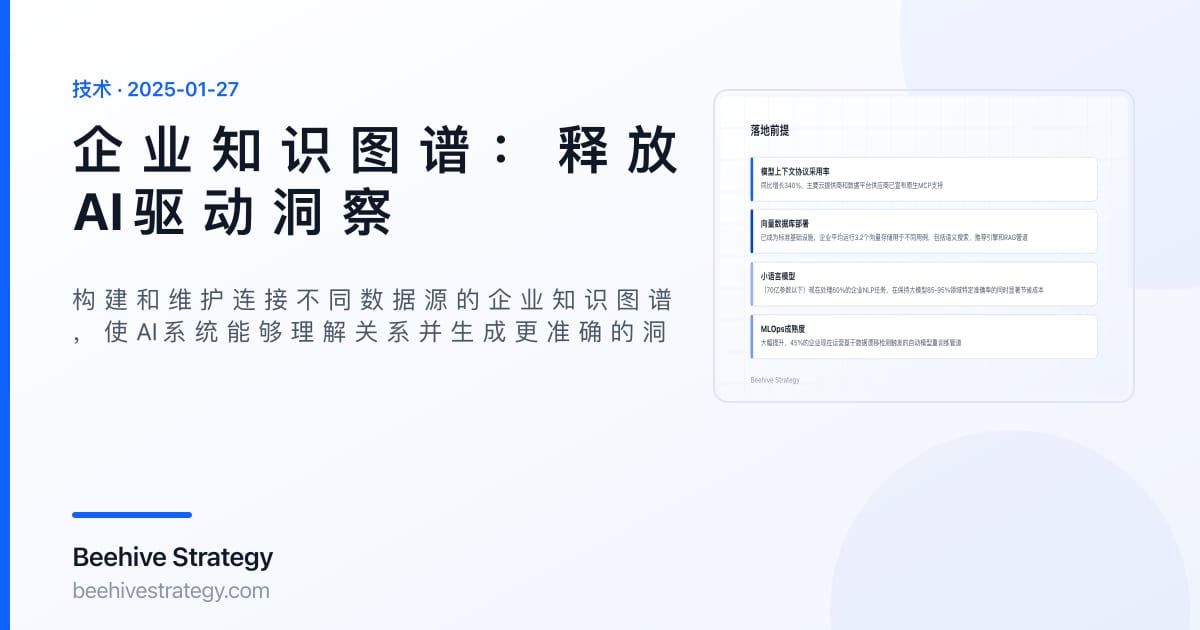 技术 · 2025-01-27
企业知识图谱：释放
AI驱动洞察
构建和维护连接不同数据源的企业知识图谱
，使AI系统能够理解关系并生成更准确的洞
落地前提
模型上下文协议采用率
同比增长340%，主要云提供商和数据平台供应商已宣布原生MCP支持
向量数据库部署
已成为标准基础设施，企业平均运行3.2个向量存储用于不同用例，包括语义搜索、推荐引擎和RAG管道
小语言模型
（70亿参数以下）现在处理60%的企业NLP任务，在保持大模型85-95%领域特定准确率的同时显著节省成本
MLOps成熟度
大幅提升，45%的企业现在运营基于数据漂移检测触发的自动模型重训练管道
Beehive Strategy
Beehive Strategy
beehivestrategy.com